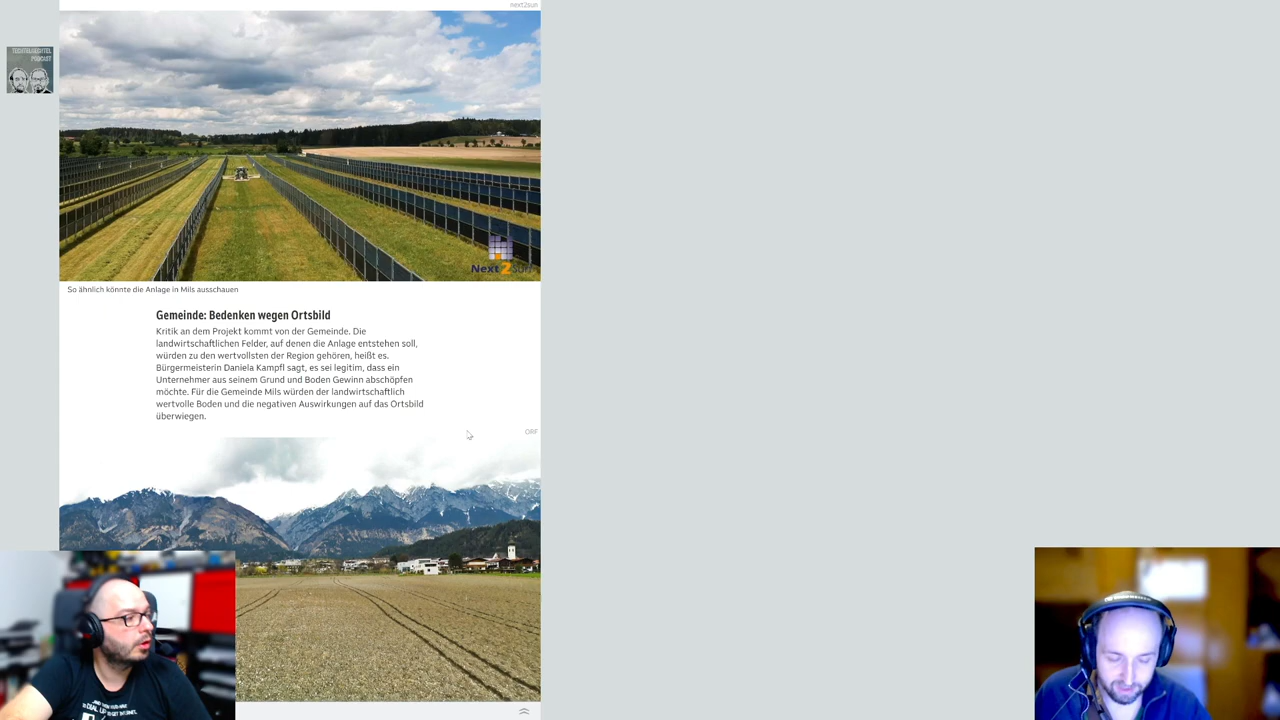 next2sun
TECHTELMECHTEL
PODCAST
Next2Sun
So ähnlich könnte die Anlage in Mils ausschauen
Gemeinde: Bedenken wegen Ortsbild
Kritik an dem Projekt kommt von der Gemeinde. Die
landwirtschaftlichen Felder, auf denen die Anlage entstehen soll,
würden zu den wertvollsten der Region gehören, heißt es.
Bürgermeisterin Daniela Kampfl sagt, es sei legitim, dass ein
Unternehmer aus seinem Grund und Boden Gewinn abschöpfen
möchte. Für die Gemeinde Mils würden der landwirtschaftlich
wertvolle Boden und die negativen Auswirkungen auf das Ortsbild
überwiegen.
ORF